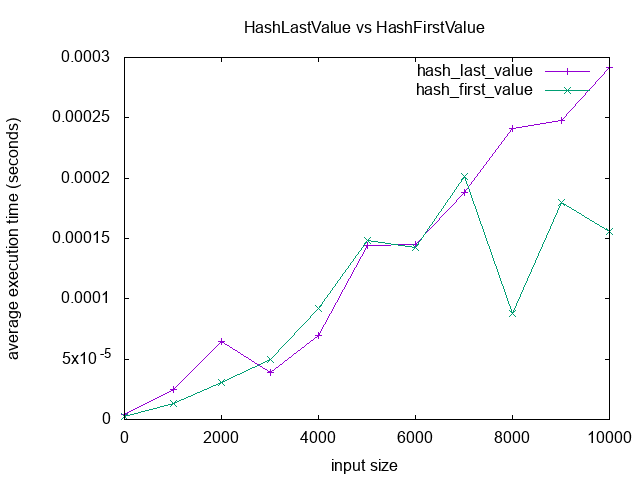 HashLastValue vs HashFirstValue
hash_last_value
hash_first_value
average execution time (seconds)
0.0003
0.00025
0.0002
0.00015
0.0001
5x10^-5
0
0 2000 4000 6000 8000 10000
input size